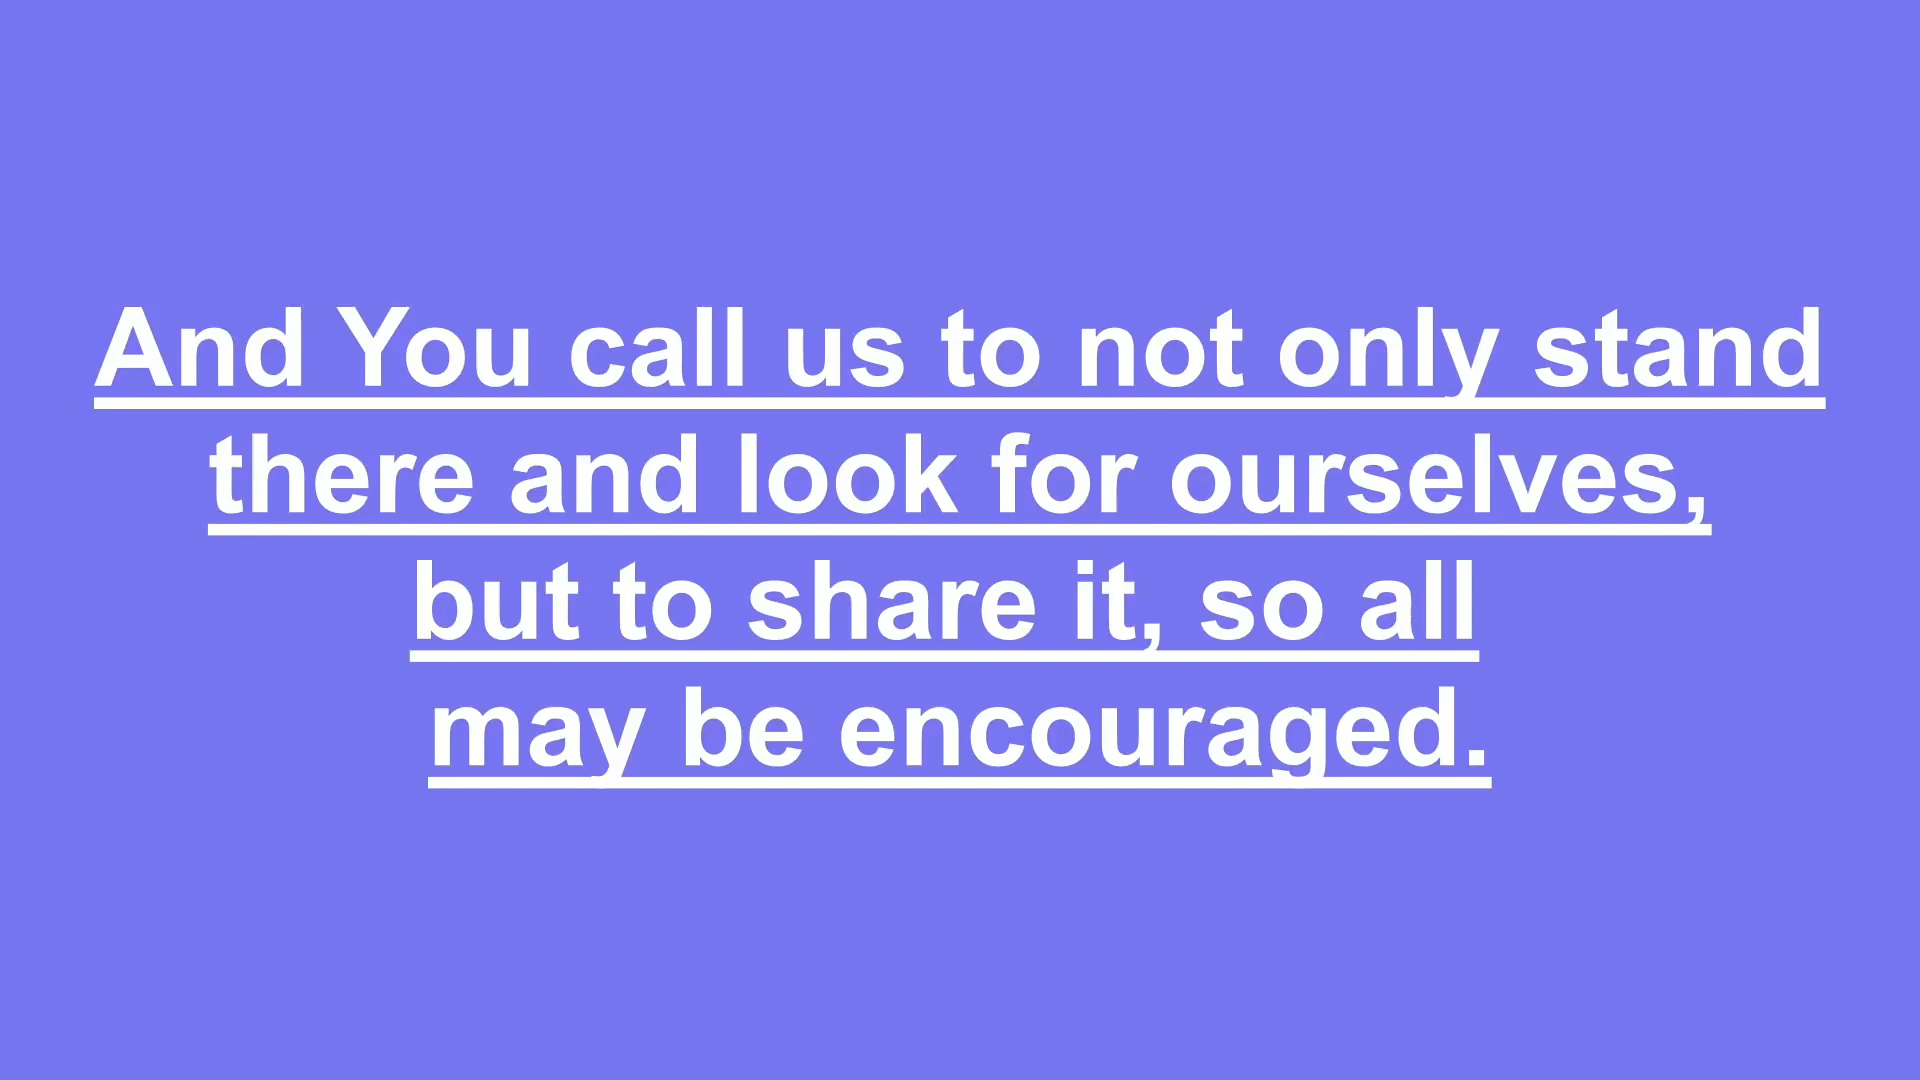 And You call us to not only stand
there and look for ourselves,
but to share it, so all
may be encouraged.